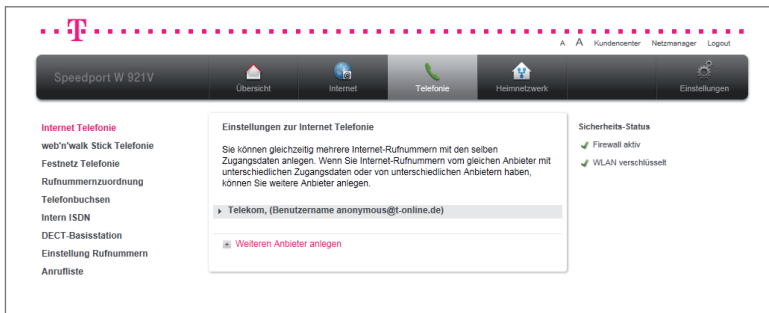 T
A A Kundencenter Netzmanager Logout
Speedport W 921V
Übersicht Internet Telefonie Heimnetzwerk Einstellungen
Internet Telefonie
web'n'walk Stick Telefonie
Festnetz Telefonie
Rufnummernzuordnung
Telefonbuchsen
Intern ISDN
DECT-Basisstation
Einstellung Rufnummern
Anrufliste
Einstellungen zur Internet Telefonie
Sie können gleichzeitig mehrere Internet-Rufnummern mit den selben
Zugangsdaten anlegen. Wenn Sie Internet-Rufnummern vom gleichen Anbieter mit
unterschiedlichen Zugangsdaten oder von unterschiedlichen Anbietern haben,
können Sie weitere Anbieter anlegen.
Telekom, (Benutzername anonymous@t-online.de)
Weiteren Anbieter anlegen
Sicherheits-Status
Firewall aktiv
WLAN verschlüsselt